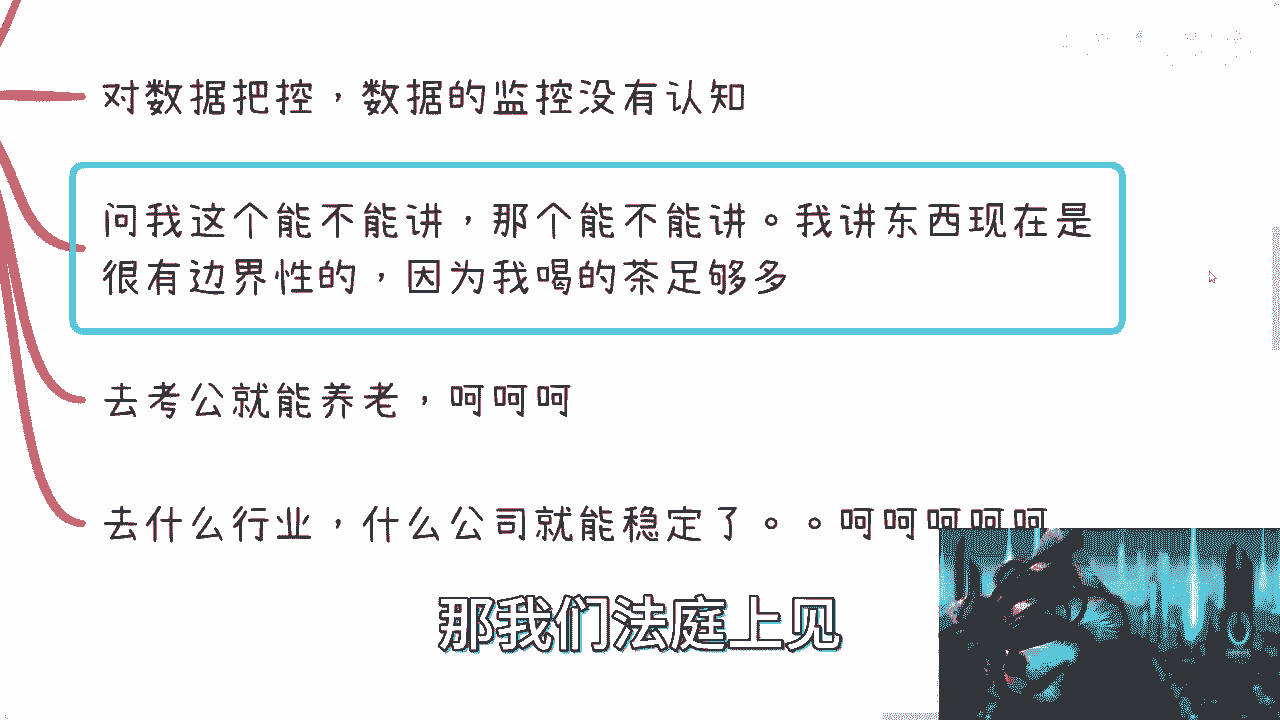 对数据把控，数据的监控没有认知
问我这个能不能讲，那个能不能讲。我讲东西现在是
很有边界性的，因为我喝的茶足够多
去考公就能养老，呵呵呵
去什么行业，什么公司就能稳定了。。呵呵呵呵呵
那我们法庭上见